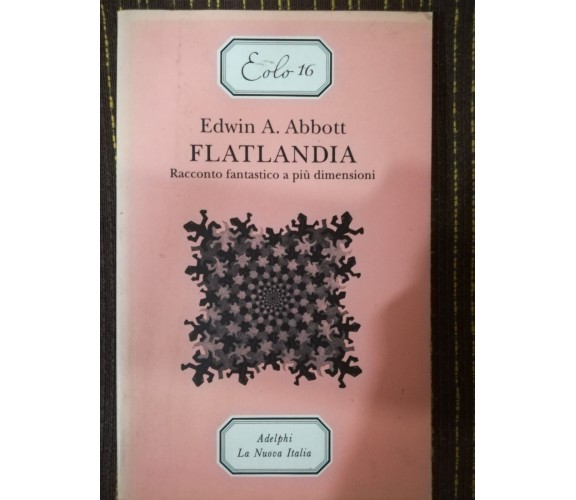 Eolo 16
Edwin A. Abbott
FLATLANDIA
Racconto fantastico a più dimensioni
Adelphi
La Nuova Italia